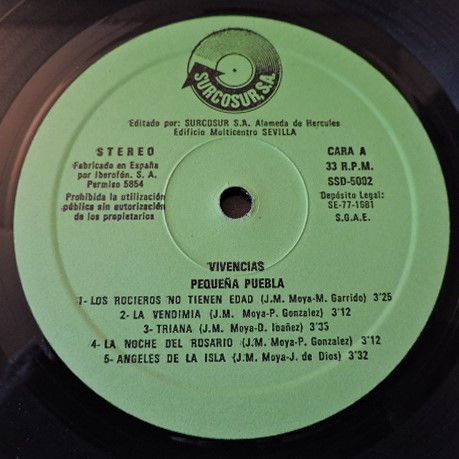 SURCOSUR, S.A.
Editado por: SURCOSUR S.A. Alameda de Hercules
Edificio Multicentro SEVILLA
STEREO
Fabricado en España
por Iberofón. S. A.
Permiso 5854
Prohibida la utilización
pública sin autorización
de los propietarios
CARA A
33 R.P.M.
SSD-5002
Depósito Legal:
SE-77-1981
S.G.A.E.
VIVENCIAS
PEQUEÑA PUEBLA
1- LOS ROCIEROS NO TIENEN EDAD (J.M. Moya-M. Garrido) 3'25
2- LA VENDIMIA (J.M. Moya-P. Gonzalez) 3'12
3- TRIANA (J.M. Moya-D. Ibañez) 3'35
4- LA NOCHE DEL ROSARIO (J.M. Moya-P. Gonzalez) 3'12
5- ANGELES DE LA ISLA (J.M. Moya-J. de Dios) 3'32